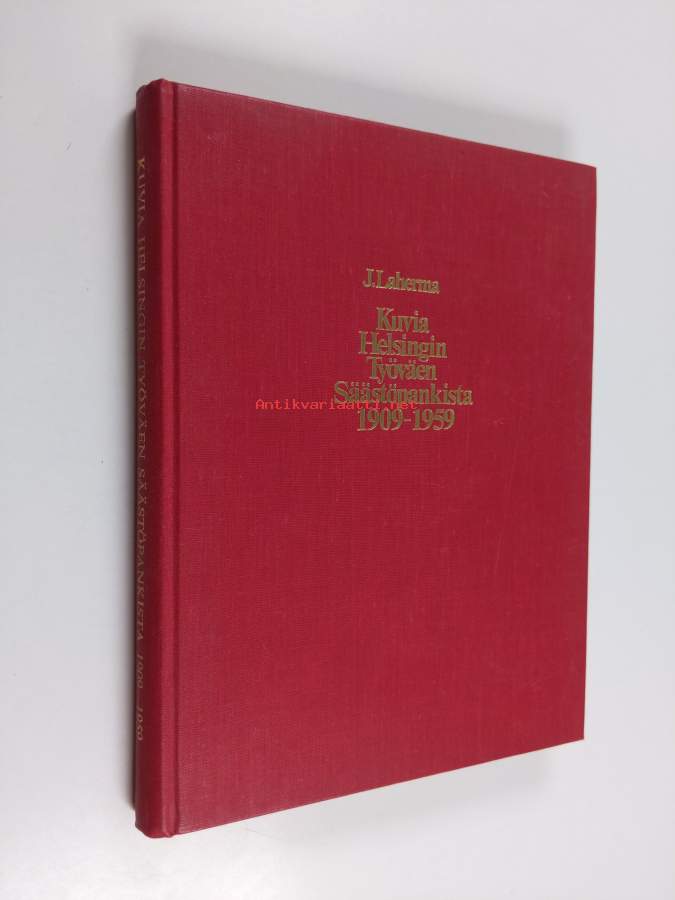 J. Laherma
Kuvia
Helsingin
Työväen
Säästöpankista
1909-1959
Antikvariaatti.net
KUVIA HELSINGIN TYÖVÄEN SÄÄSTÖPANKISTA 1909-1959